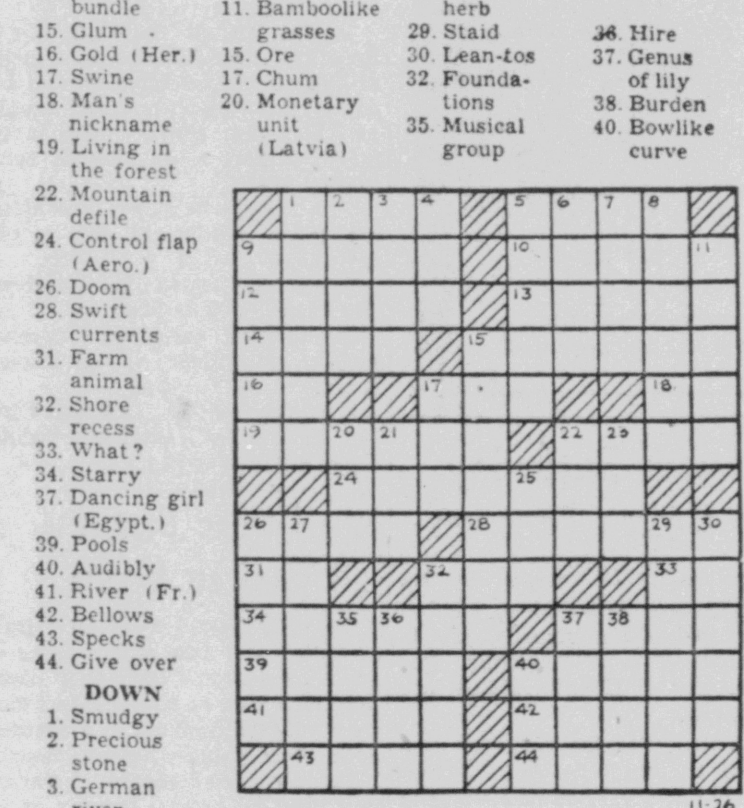 bundle
15. Glum
16. Gold (Her.)
17. Swine
18. Man's
nickname
19. Living in
the forest
22. Mountain
defile
24. Control flap
(Aero.)
26. Doom
28. Swift
currents
31. Farm
animal
32. Shore
recess
33. What?
34. Starry
37. Dancing girl
(Egypt.)
39. Pools
40. Audibly
41. River (Fr.)
42. Bellows
43. Specks
44. Give over
DOWN
1. Smudgy
2. Precious
stone
3. German
11. Bamboolike
grasses
15. Ore
17. Chum
20. Monetary
unit
(Latvia)
herb
29. Staid
30. Lean-tos
32. Founda-
tions
35. Musical
group
36. Hire
37. Genus
of lily
38. Burden
40. Bowlike
curve
1 2 3 4 5 6 7 8
9 10 11
12 13
14 15
16 17 18
19 20 21 22 23
24 25
26 27 28 29 30
31 32 33
34 35 36 37 38
39 40
41 42
43 44
11-26